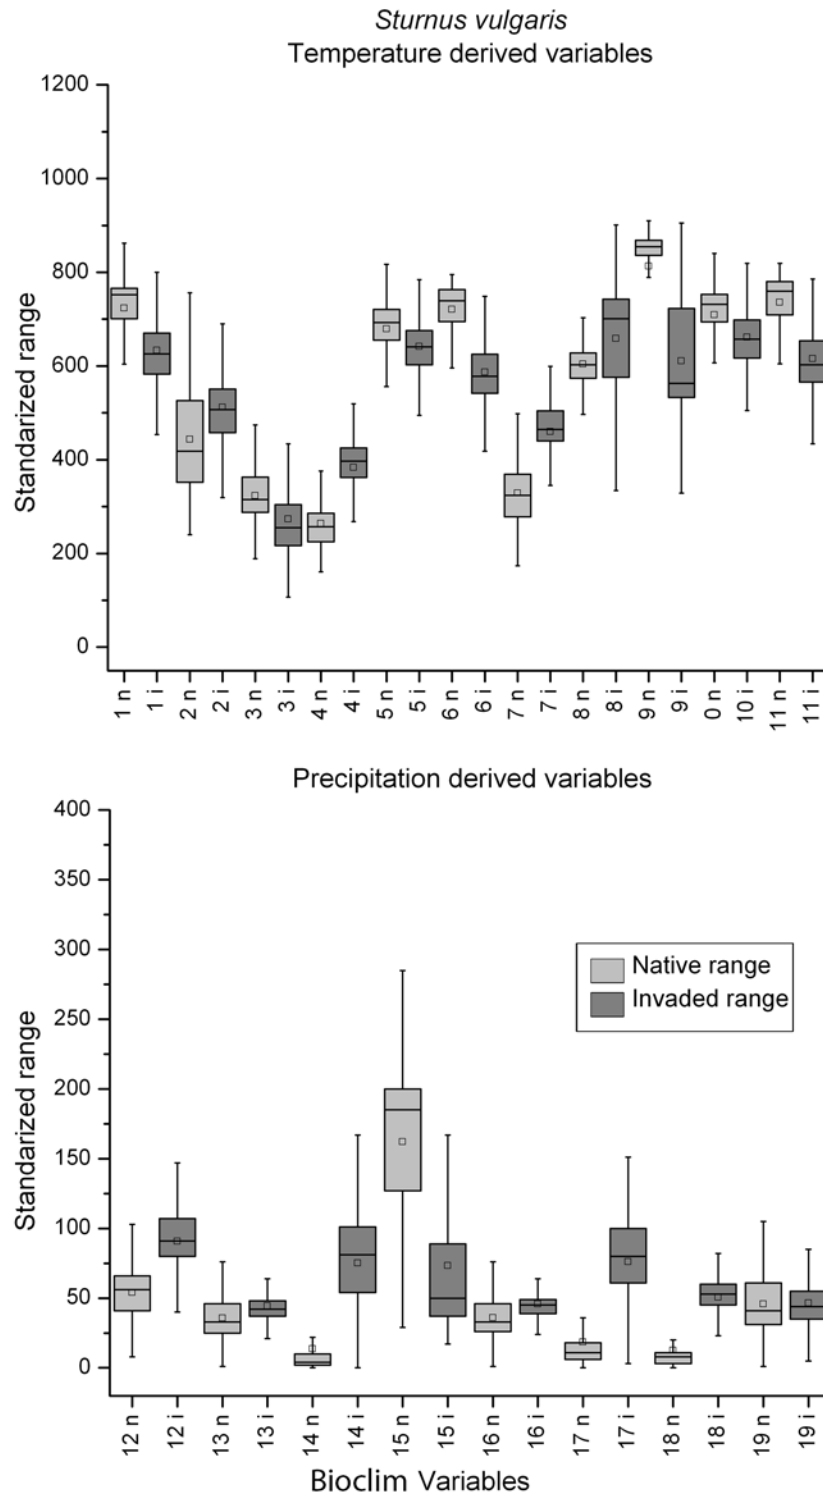 Sturnus vulgaris
Temperature derived variables
1200
1000
800
600
400
200
0
Standarized range
1 n
1 i
2 n
2 i
3 n
3 i
4 n
4 i
5 n
5 i
6 n
6 i
7 n
7 i
8 n
8 i
9 n
9 i
0 n
10 i
11 n
11 i
Precipitation derived variables
400
350
300
250
200
150
100
50
0
Standarized range
Native range
Invaded range
12 n
12 i
13 n
13 i
14 n
14 i
15 n
15 i
16 n
16 i
17 n
17 i
18 n
18 i
19 n
19 i
Bioclim Variables